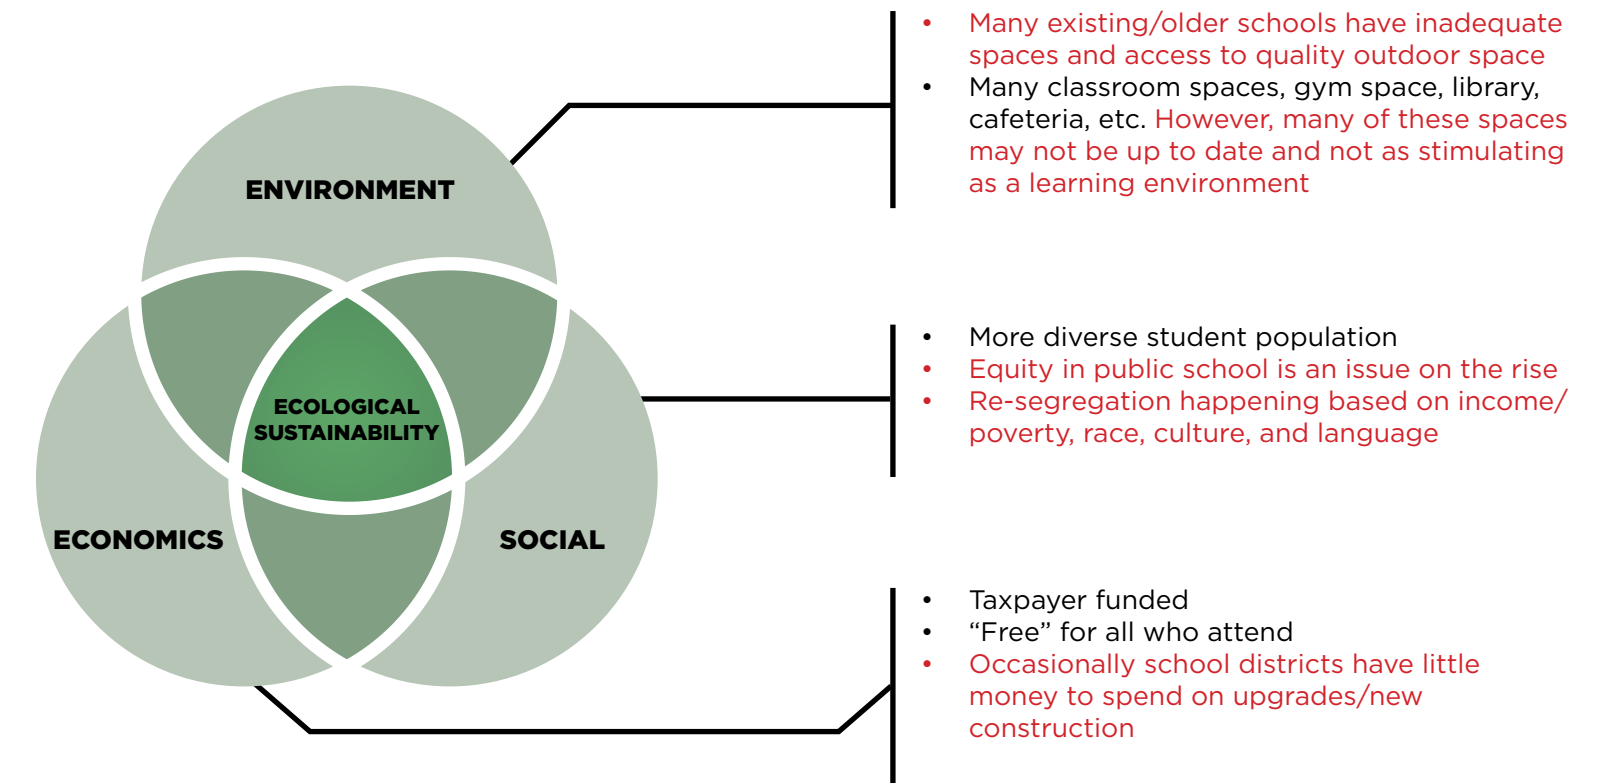 ENVIRONMENT
ECOLOGICAL
SUSTAINABILITY
ECONOMICS
SOCIAL
• Many existing/older schools have inadequate
spaces and access to quality outdoor space
• Many classroom spaces, gym space, library,
cafeteria, etc. However, many of these spaces
may not be up to date and not as stimulating
as a learning environment
• More diverse student population
• Equity in public school is an issue on the rise
• Re-segregation happening based on income/
poverty, race, culture, and language
• Taxpayer funded
• “Free” for all who attend
• Occasionally school districts have little
money to spend on upgrades/new
construction